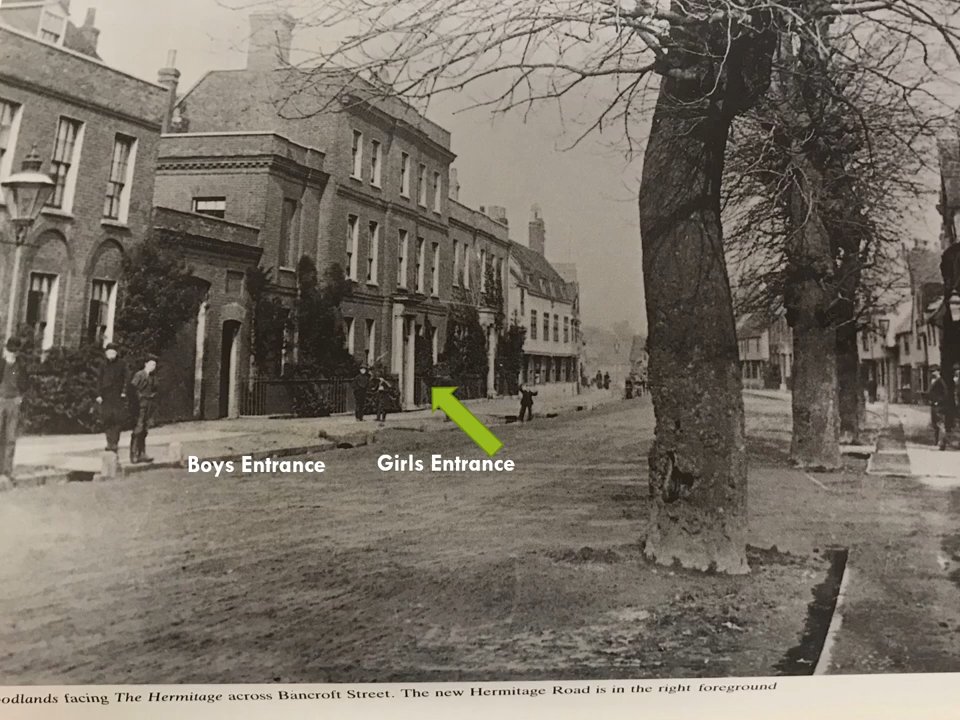 Boys Entrance
Girls Entrance
oodlands facing The Hermitage across Bancroft Street. The new Hermitage Road is in the right foreground